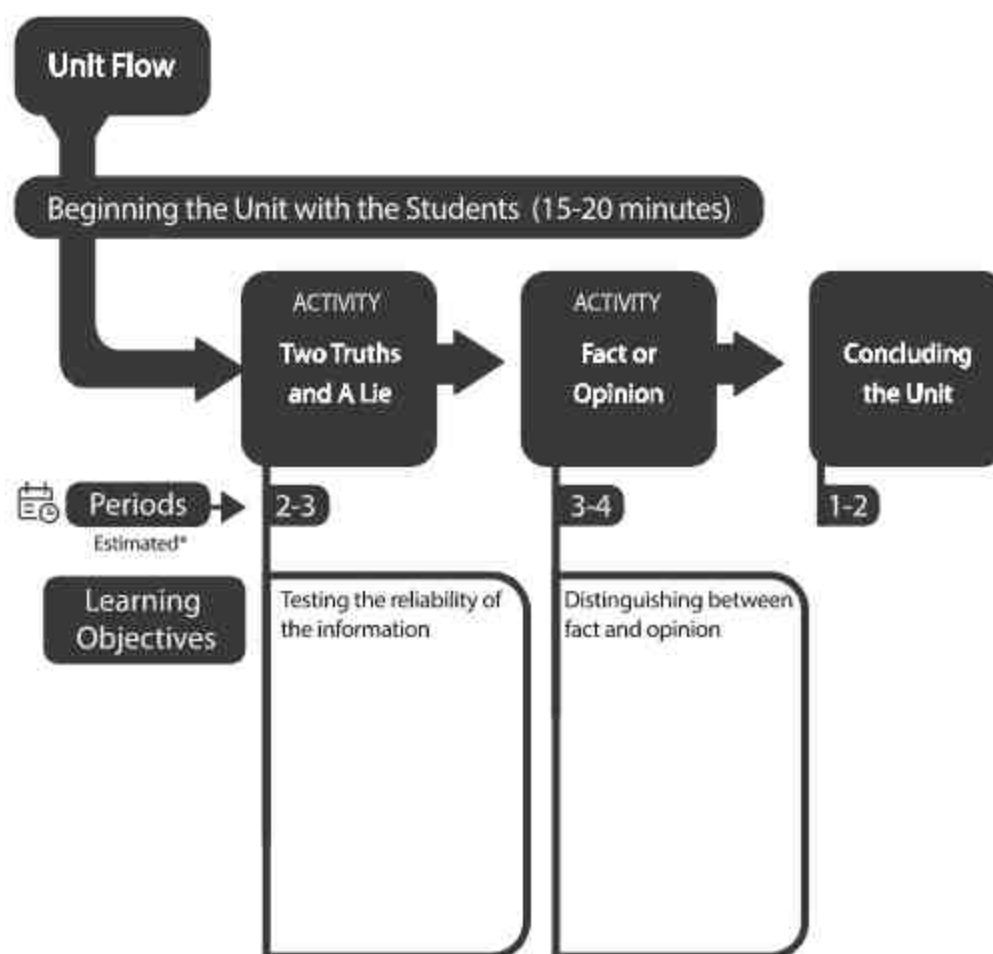 Unit Flow
Beginning the Unit with the Students (15-20 minutes)
ACTIVITY
Two Truths
and A Lie
ACTIVITY
Fact or
Opinion
Concluding
the Unit
Periods
Estimated*
2-3
3-4
1-2
Learning
Objectives
Testing the reliability of
the information
Distinguishing between
fact and opinion